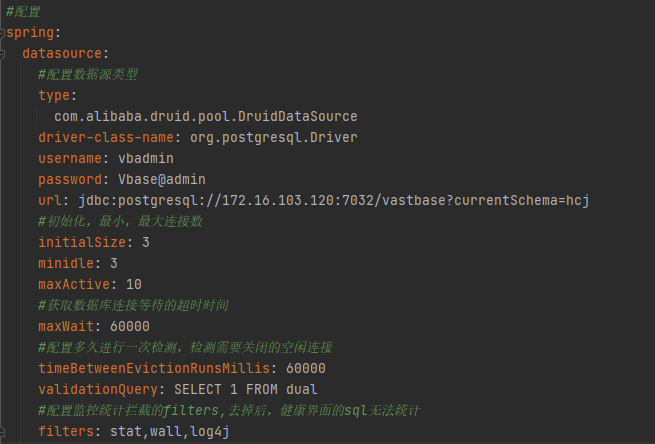 #配置
spring:
  datasource:
    #配置数据源类型
    type:
      com.alibaba.druid.pool.DruidDataSource
    driver-class-name: org.postgresql.Driver
    username: vbadmin
    password: Vbase@admin
    url: jdbc:postgresql://172.16.103.120:7032/vastbase?currentSchema=hcj
    #初始化，最小，最大连接数
    initialSize: 3
    minidle: 3
    maxActive: 10
    #获取数据库连接等待的超时时间
    maxWait: 60000
    #配置多久进行一次检测，检测需要关闭的空闲连接
    timeBetweenEvictionRunsMillis: 60000
    validationQuery: SELECT 1 FROM dual
    #配置监控统计拦截的filters,去掉后，健康界面的sql无法统计
    filters: stat,wall,log4j